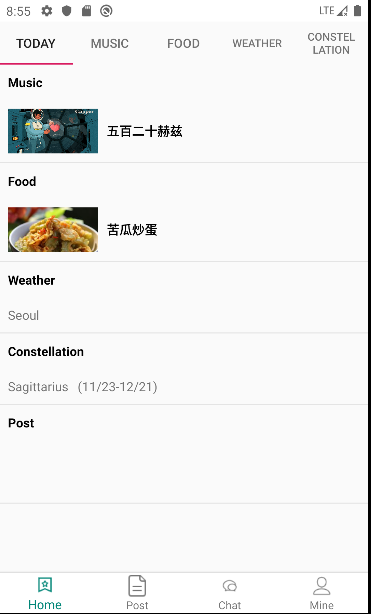 8:55 LTE
TODAY MUSIC FOOD WEATHER CONSTEL
LATION
Music
五百二十赫兹
Food
苦瓜炒蛋
Weather
Seoul
Constellation
Sagittarius (11/23-12/21)
Post
Home Post Chat Mine